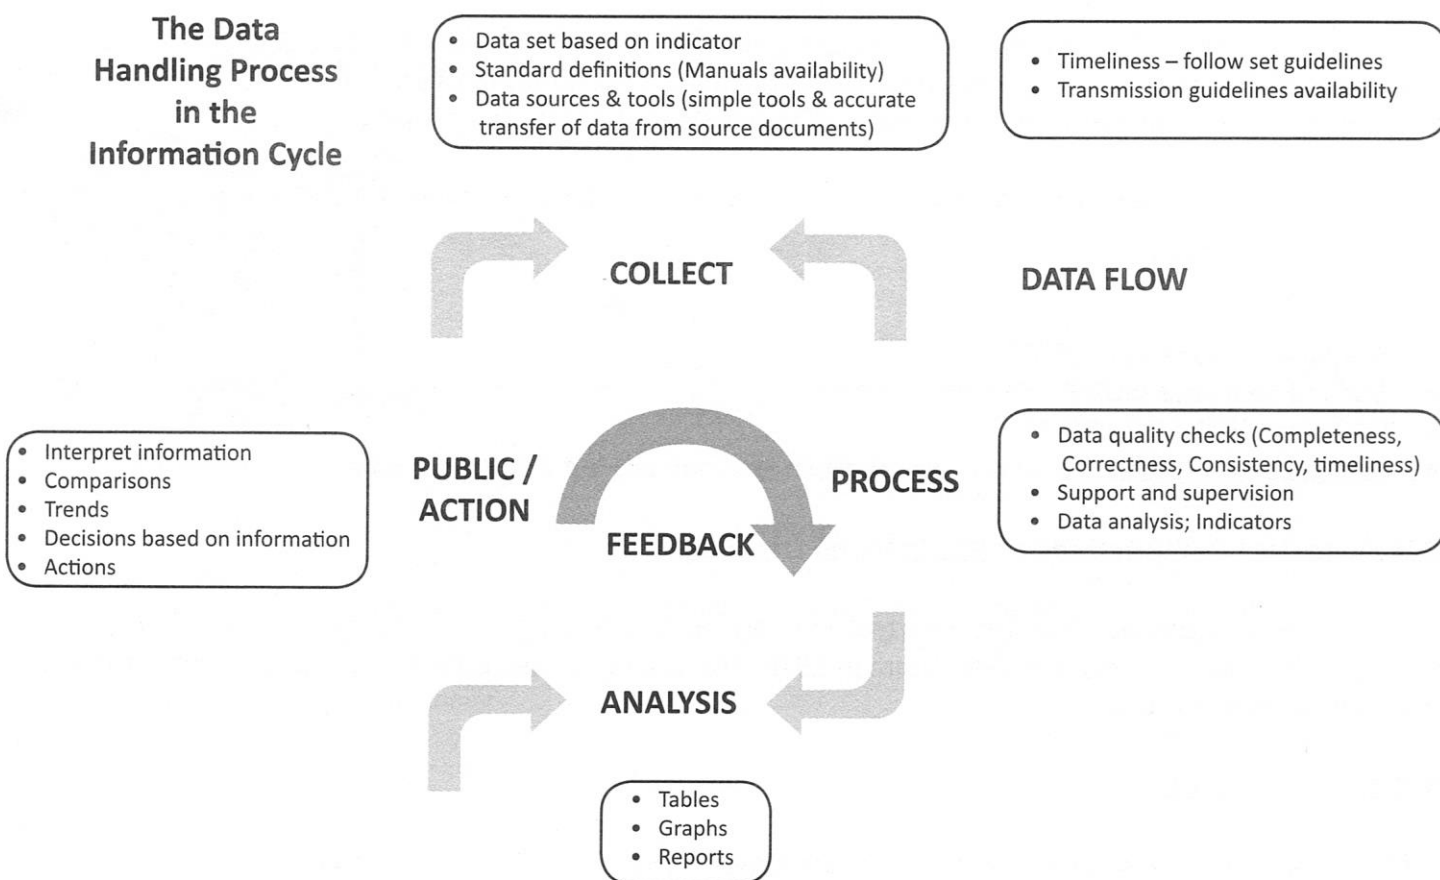 The Data
Handling Process
in the
Information Cycle
• Data set based on indicator
• Standard definitions (Manuals availability)
• Data sources & tools (simple tools & accurate
transfer of data from source documents)
• Timeliness – follow set guidelines
• Transmission guidelines availability
COLLECT
DATA FLOW
• Interpret information
• Comparisons
• Trends
• Decisions based on information
• Actions
PUBLIC /
ACTION
FEEDBACK
PROCESS
• Data quality checks (Completeness,
Correctness, Consistency, timeliness)
• Support and supervision
• Data analysis; Indicators
ANALYSIS
• Tables
• Graphs
• Reports